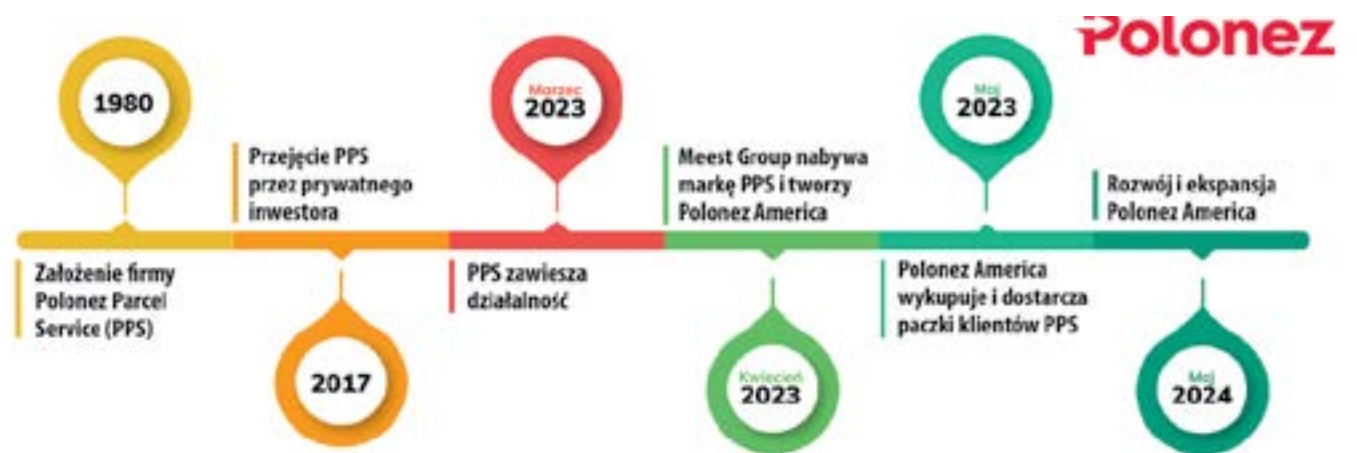 Polonez
1980
Założenie firmy
Polonez Parcel
Service (PPS)
Przejęcie PPS
przez prywatnego
inwestora
2017
Marzec
2023
PPS zawiesza
działalność
Meest Group nabywa
markę PPS i tworzy
Polonez America
Kwiecień
2023
Maj
2023
Polonez America
wykupuje i dostarcza
paczki klientów PPS
Rozwój i ekspansja
Polonez America
Maj
2024